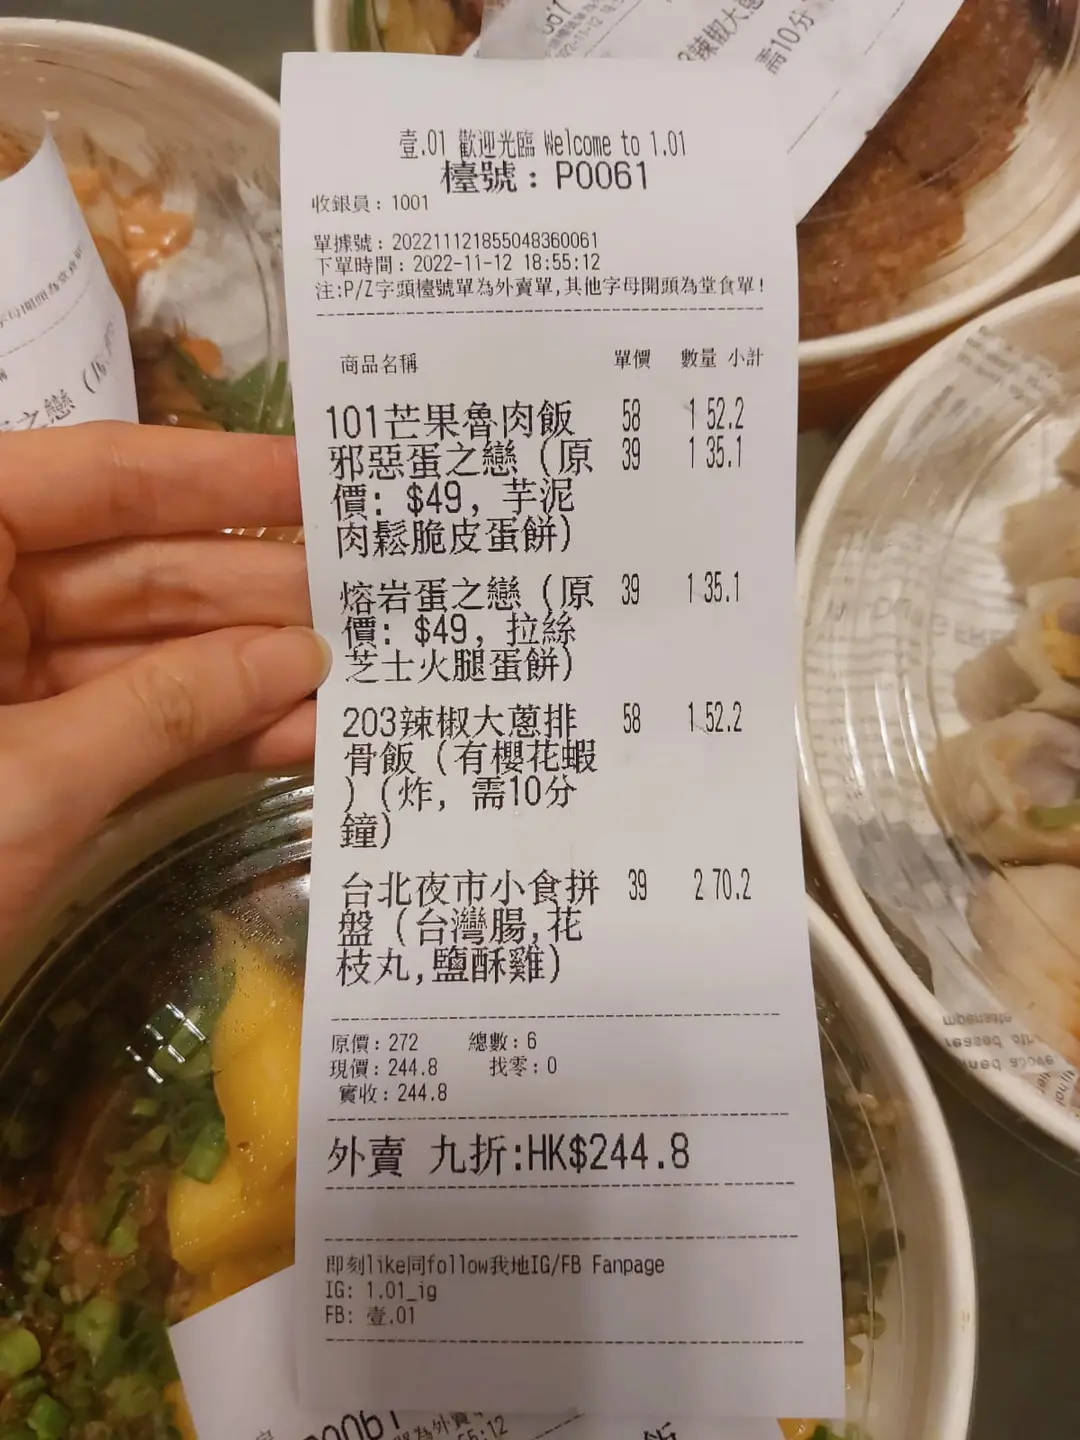 壹.01 歡迎光臨 Welcome to 1.01
檯號：P0061
收銀員：1001
單據號：202211121855048360061
下單時間：2022-11-12 18:55:12
注:P/Z字頭檯號單為外賣單,其他字母開頭為堂食單!
商品名稱 單價 數量 小計
101芒果魯肉飯 58 1 52.2
邪惡蛋之戀（原 39 1 35.1
價：$49，芋泥
肉鬆脆皮蛋餅）
熔岩蛋之戀（原 39 1 35.1
價：$49，拉絲
芝士火腿蛋餅）
203辣椒大蔥排 58 1 52.2
骨飯（有櫻花蝦
）（炸，需10分
鐘）
台北夜市小食拼 39 2 70.2
盤（台灣腸,花
枝丸,鹽酥雞）
原價：272 總數：6
現價：244.8 找零：0
實收：244.8
外賣 九折:HK$244.8
即刻like同follow我地IG/FB Fanpage
IG: 1.01_ig
FB: 壹.01
辣椒大
需10分
之戀（